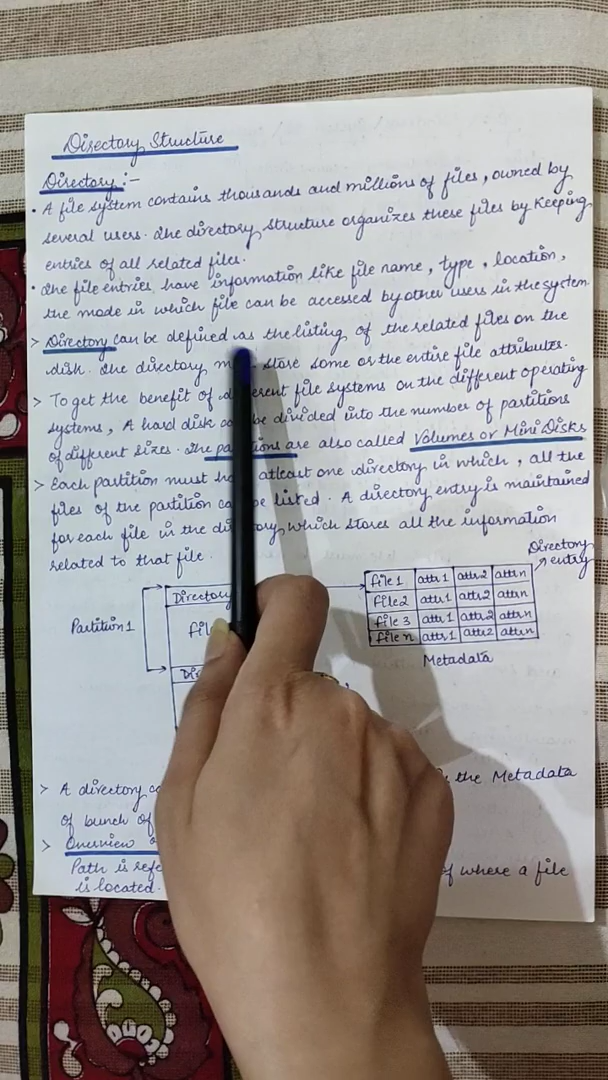 Directory Structure
Directory :-
• A file system contains thousands and millions of files, owned by
several users. The directory structure organizes these files by keeping
entries of all related files.
• The file entries have information like file name, type, location,
the mode in which file can be accessed by other users in the system.
> Directory can be defined as the listing of the related files on the
disk. The directory store some or the entire file attributes.
> To get the benefit of different file systems on the different operating
systems, A hard disk be divided into the number of partitions
of different sizes. The partitions are also called Volumes or Mini Disks
> Each partition must atleast one directory in which, all the
files of the partition can be listed. A directory entry is maintained
for each file in the directory which stores all the information
related to that file.
Directory
entry
Partition 1
Directory
file 1 attr 1 attr 2 attr n
file 2 attr 1 attr 2 attr n
file 3 attr 1 attr 2 attr n
file n attr 1 attr 2 attr n
Metadata
> A directory the Metadata
of bunch of
> Overview
Path is of where a file
is located.